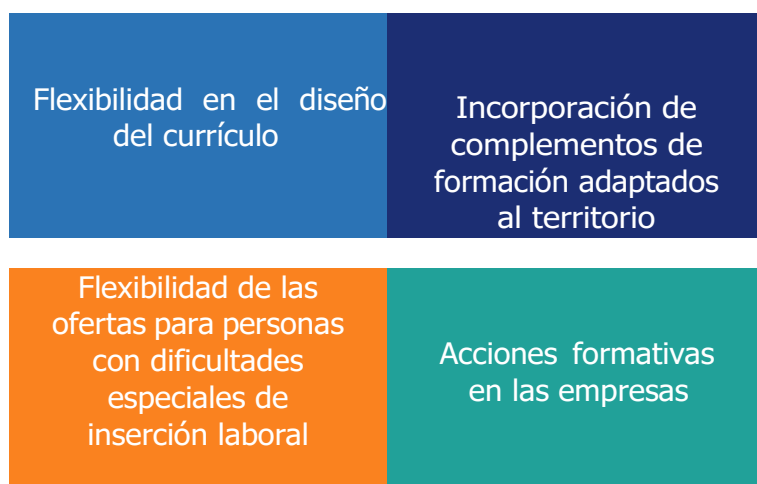 Flexibilidad en el diseño
del currículo
Incorporación de
complementos de
formación adaptados
al territorio
Flexibilidad de las
ofertas para personas
con dificultades
especiales de
inserción laboral
Acciones formativas
en las empresas